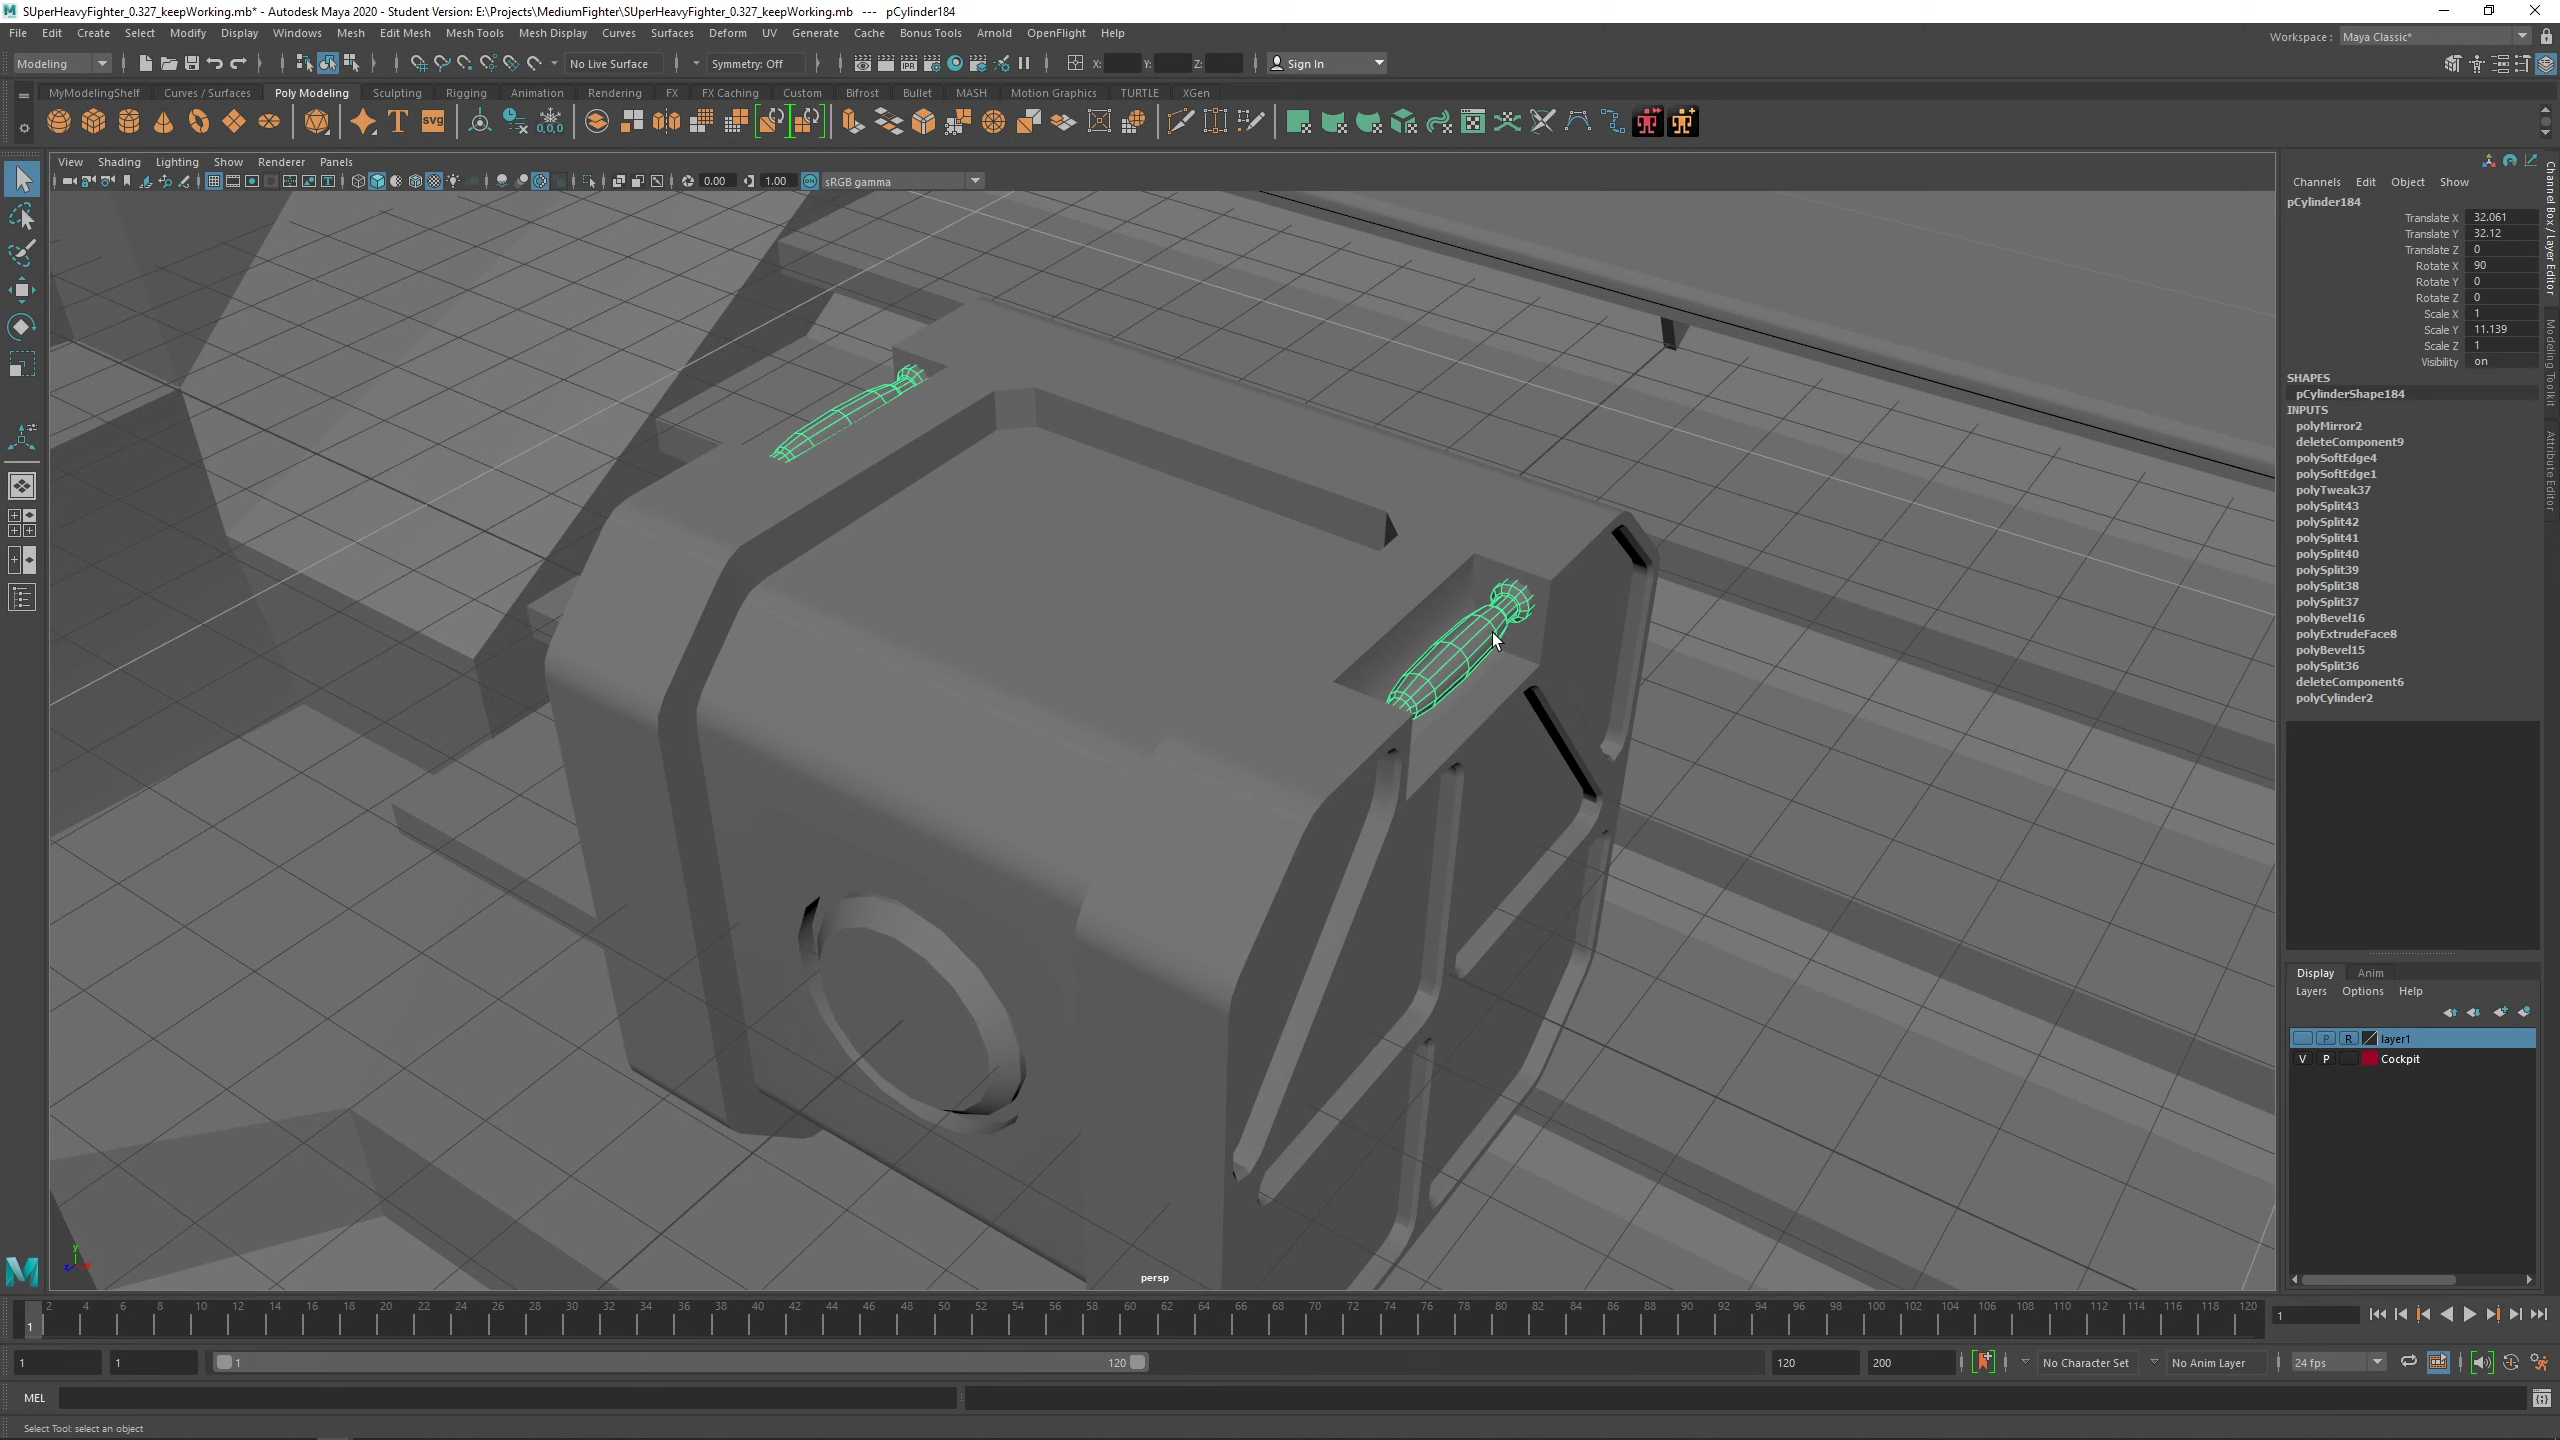 SUperHeavyFighter_0.327_keepWorking.mb* - Autodesk Maya 2020 - Student Version: E:\Projects\MediumFighter\SUperHeavyFighter_0.327_keepWorking.mb --- pCylinder184
File Edit Create Select Modify Display Windows Mesh Edit Mesh Mesh Tools Mesh Display Curves Surfaces Deform UV Generate Cache Bonus Tools Arnold OpenFlight Help
Workspace : Maya Classic*
Modeling No Live Surface Symmetry: Off X: Y: Z: Sign In
MyModelingShelf Curves / Surfaces Poly Modeling Sculpting Rigging Animation Rendering FX FX Caching Custom Bifrost Bullet MASH Motion Graphics TURTLE XGen
View Shading Lighting Show Renderer Panels
0.00 1.00 sRGB gamma
Channels Edit Object Show
pCylinder184
Translate X 32.061
Translate Y 32.12
Translate Z 0
Rotate X 90
Rotate Y 0
Rotate Z 0
Scale X 1
Scale Y 11.139
Scale Z 1
Visibility on
SHAPES
pCylinderShape184
INPUTS
polyMirror2
deleteComponent9
polySoftEdge4
polySoftEdge1
polyTweak37
polySplit43
polySplit42
polySplit41
polySplit40
polySplit39
polySplit38
polySplit37
polyBevel16
polyExtrudeFace8
polyBevel15
polySplit36
deleteComponent6
polyCylinder2
Channel Box / Layer Editor
Modeling Toolkit
Attribute Editor
Display Anim
Layers Options Help
P R layer1
V P Cockpit
persp
2 4 6 8 10 12 14 16 18 20 22 24 26 28 30 32 34 36 38 40 42 44 46 48 50 52 54 56 58 60 62 64 66 68 70 72 74 76 78 80 82 84 86 88 90 92 94 96 98 100 102 104 106 108 110 112 114 116 118 120
1 1
1 1 1 120 120 200 No Character Set No Anim Layer 24 fps
MEL
Select Tool: select an object